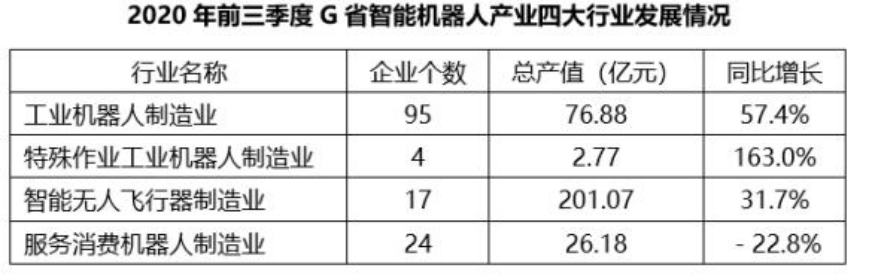 2020 年前三季度 G 省智能机器人产业四大行业发展情况
行业名称 企业个数 总产值（亿元） 同比增长
工业机器人制造业 95 76.88 57.4%
特殊作业工业机器人制造业 4 2.77 163.0%
智能无人飞行器制造业 17 201.07 31.7%
服务消费机器人制造业 24 26.18 - 22.8%